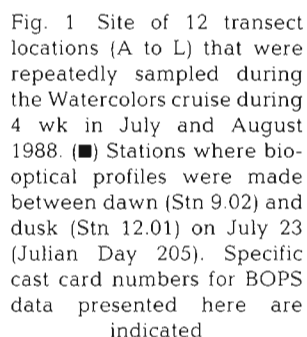 Fig. 1 Site of 12 transect
locations (A to L) that were
repeatedly sampled during
the Watercolors cruise during
4 wk in July and August
1988. (■) Stations where bio-
optical profiles were made
between dawn (Stn 9.02) and
dusk (Stn 12.01) on July 23
(Julian Day 205). Specific
cast card numbers for BOPS
data presented here are
indicated